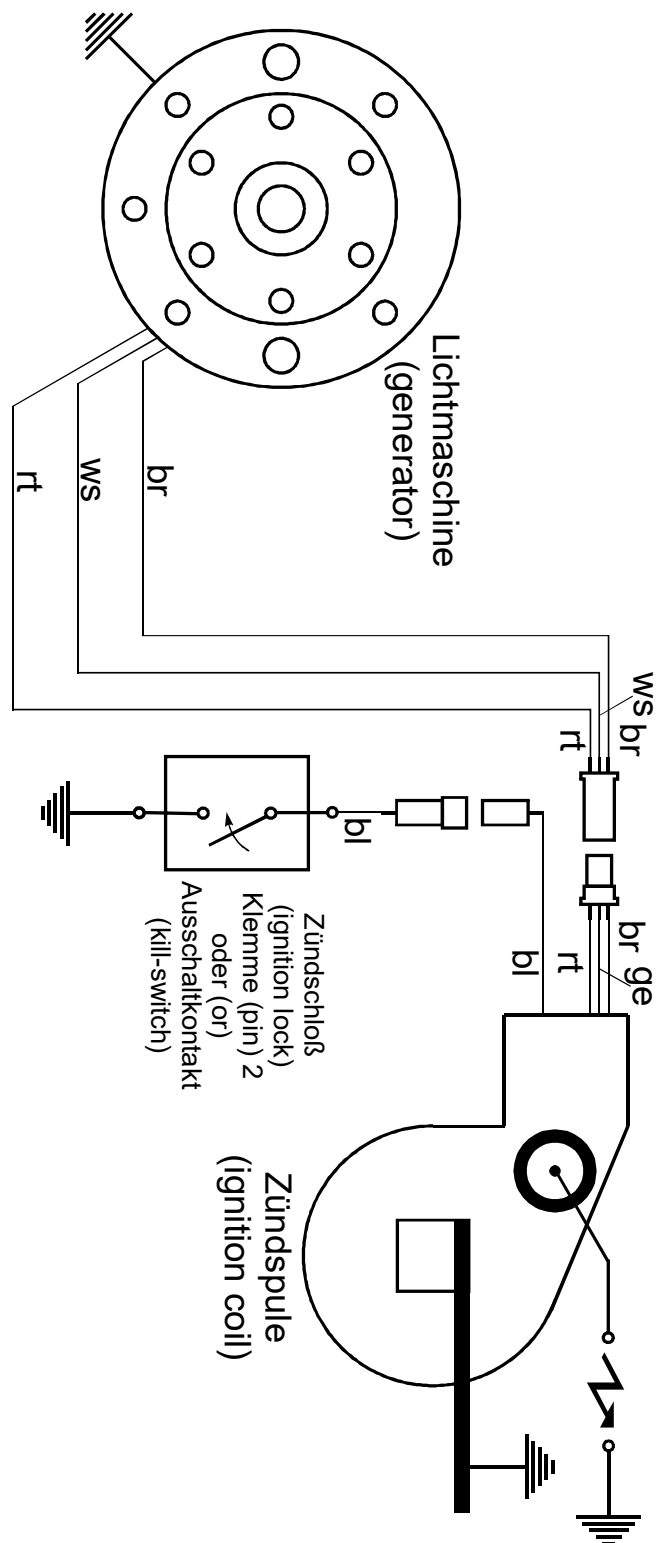 Lichtmaschine
(generator)
br
ws
rt
ws
br
rt
bl
Zündschloß
(ignition lock)
Klemme (pin) 2
oder (or)
Ausschaltkontakt
(kill-switch)
ge
br
rt
bl
Zündspule
(ignition coil)